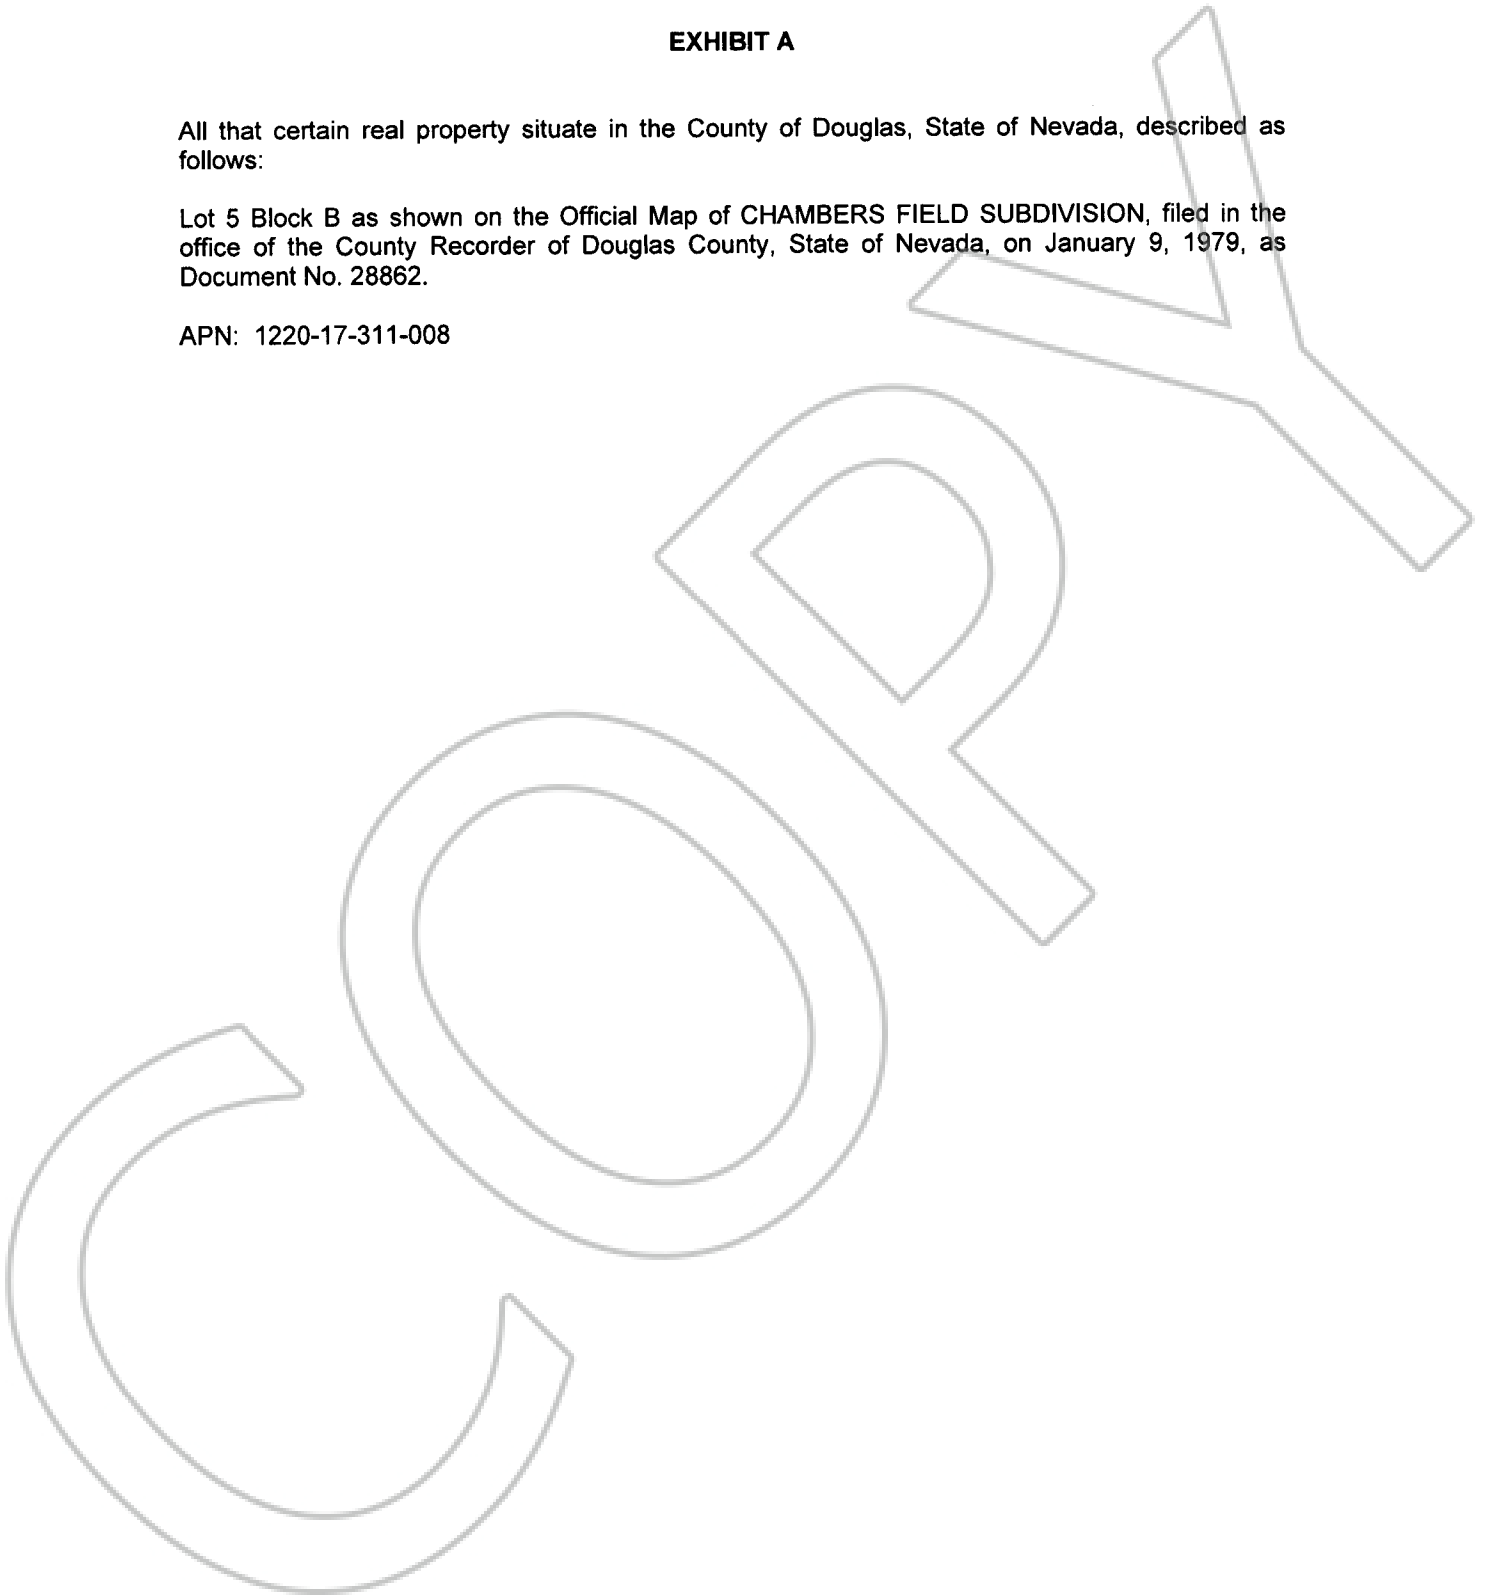 EXHIBIT A
All that certain real property situate in the County of Douglas, State of Nevada, described as
follows:
Lot 5 Block B as shown on the Official Map of CHAMBERS FIELD SUBDIVISION, filed in the
office of the County Recorder of Douglas County, State of Nevada, on January 9, 1979, as
Document No. 28862.
APN: 1220-17-311-008
COPY